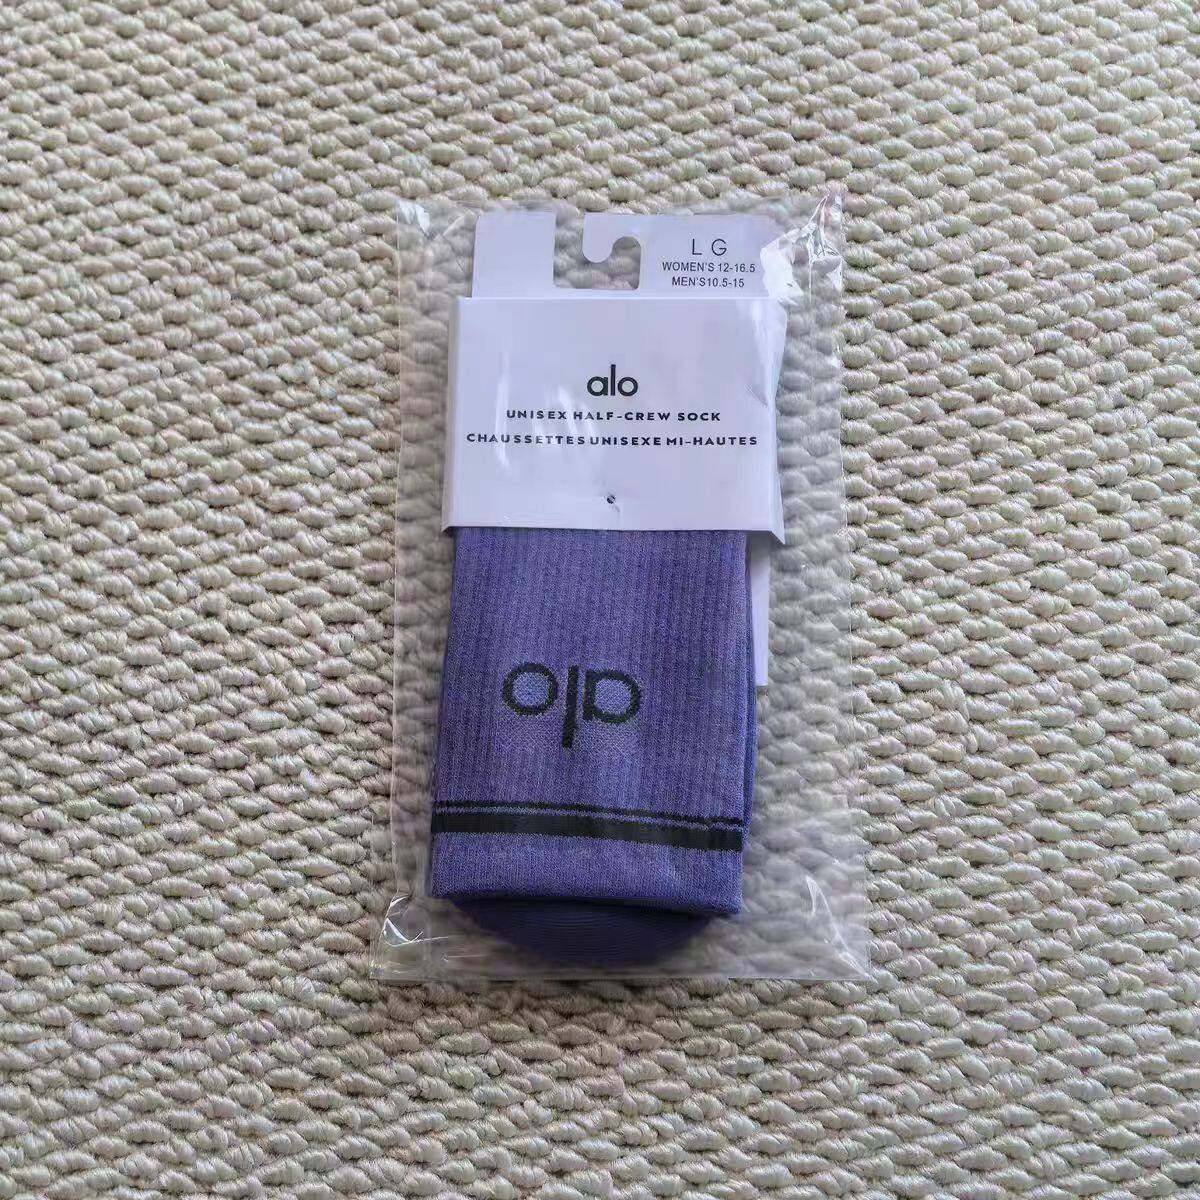 L G
WOMEN'S 12-16.5
MEN'S10.5-15
alo
UNISEX HALF-CREW SOCK
CHAUSSETTES UNISEXE MI-HAUTES
alo